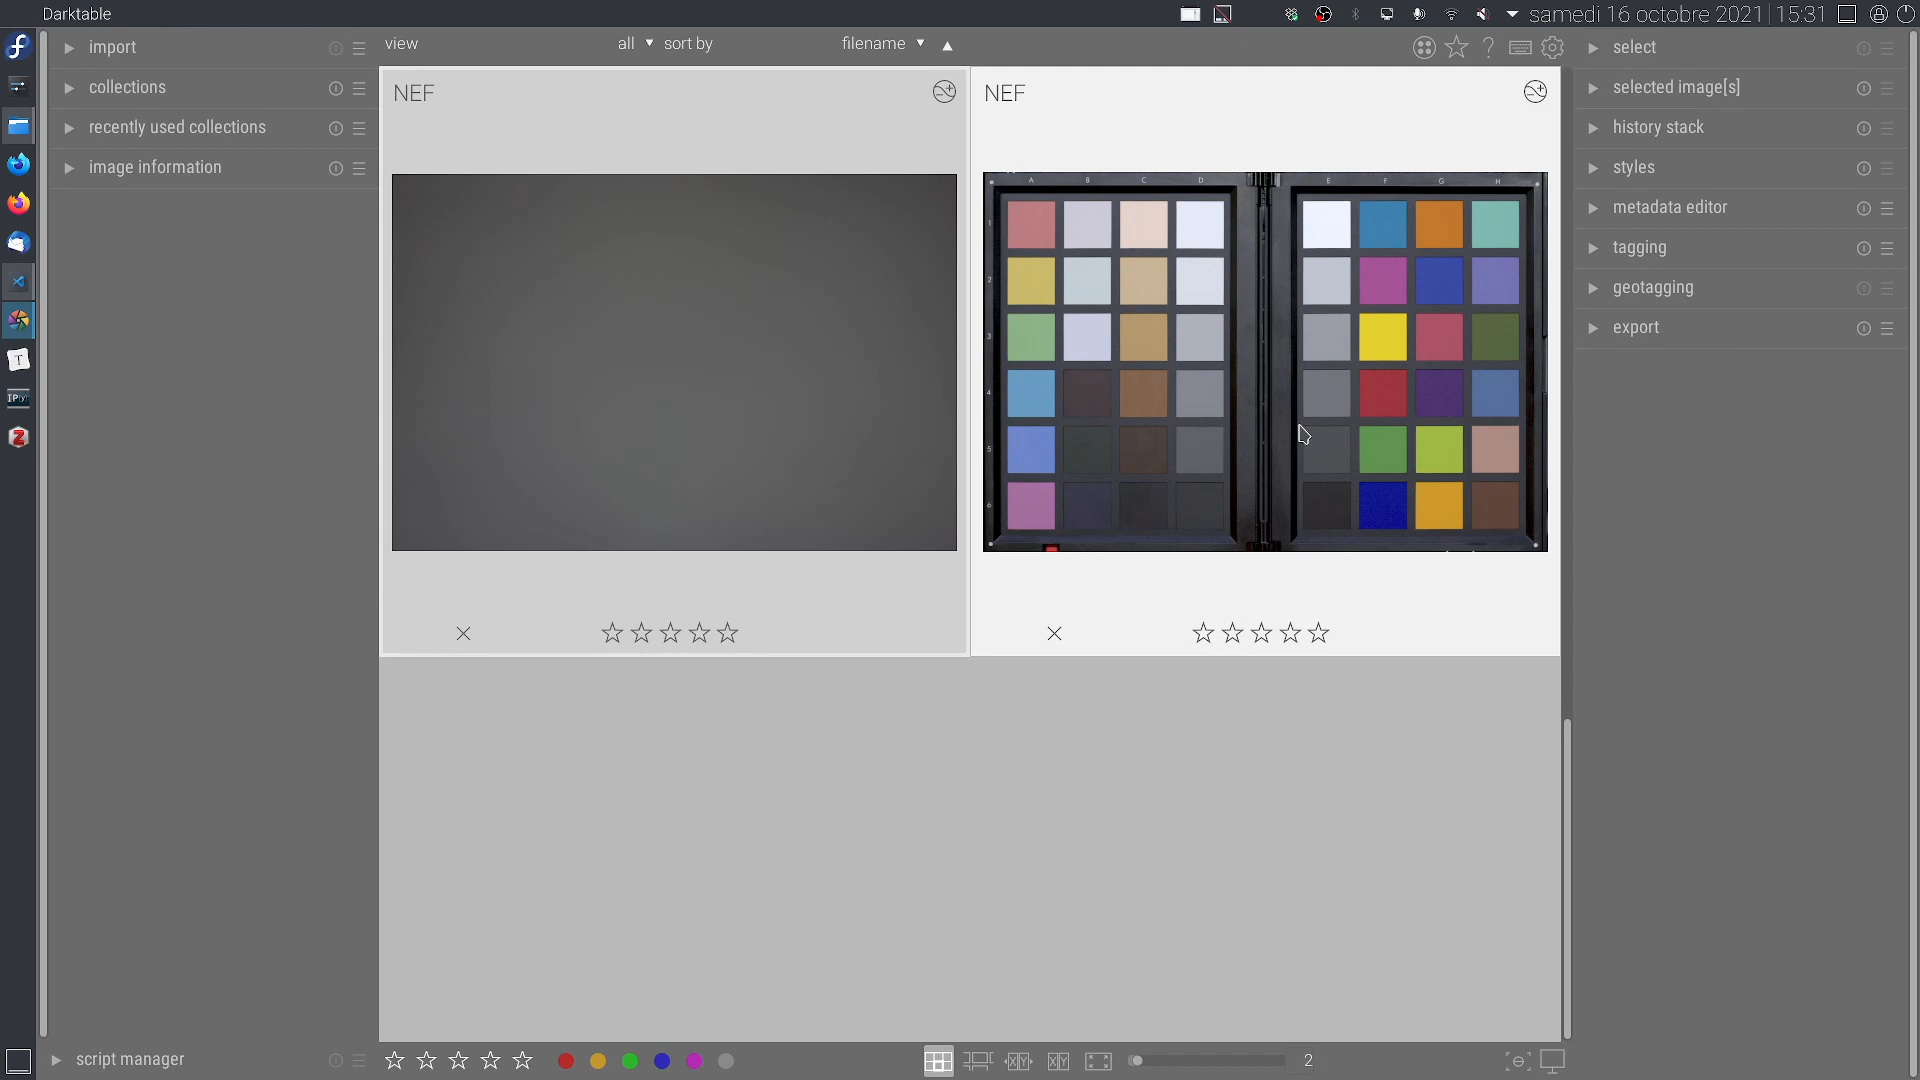 Darktable
samedi 16 octobre 2021 | 15:31
import
collections
recently used collections
image information
view all sort by filename
NEF
NEF
A B C D E F G H
1
2
3
4
5
6
select
selected image[s]
history stack
styles
metadata editor
tagging
geotagging
export
T
IP[y]:
Z
script manager
2